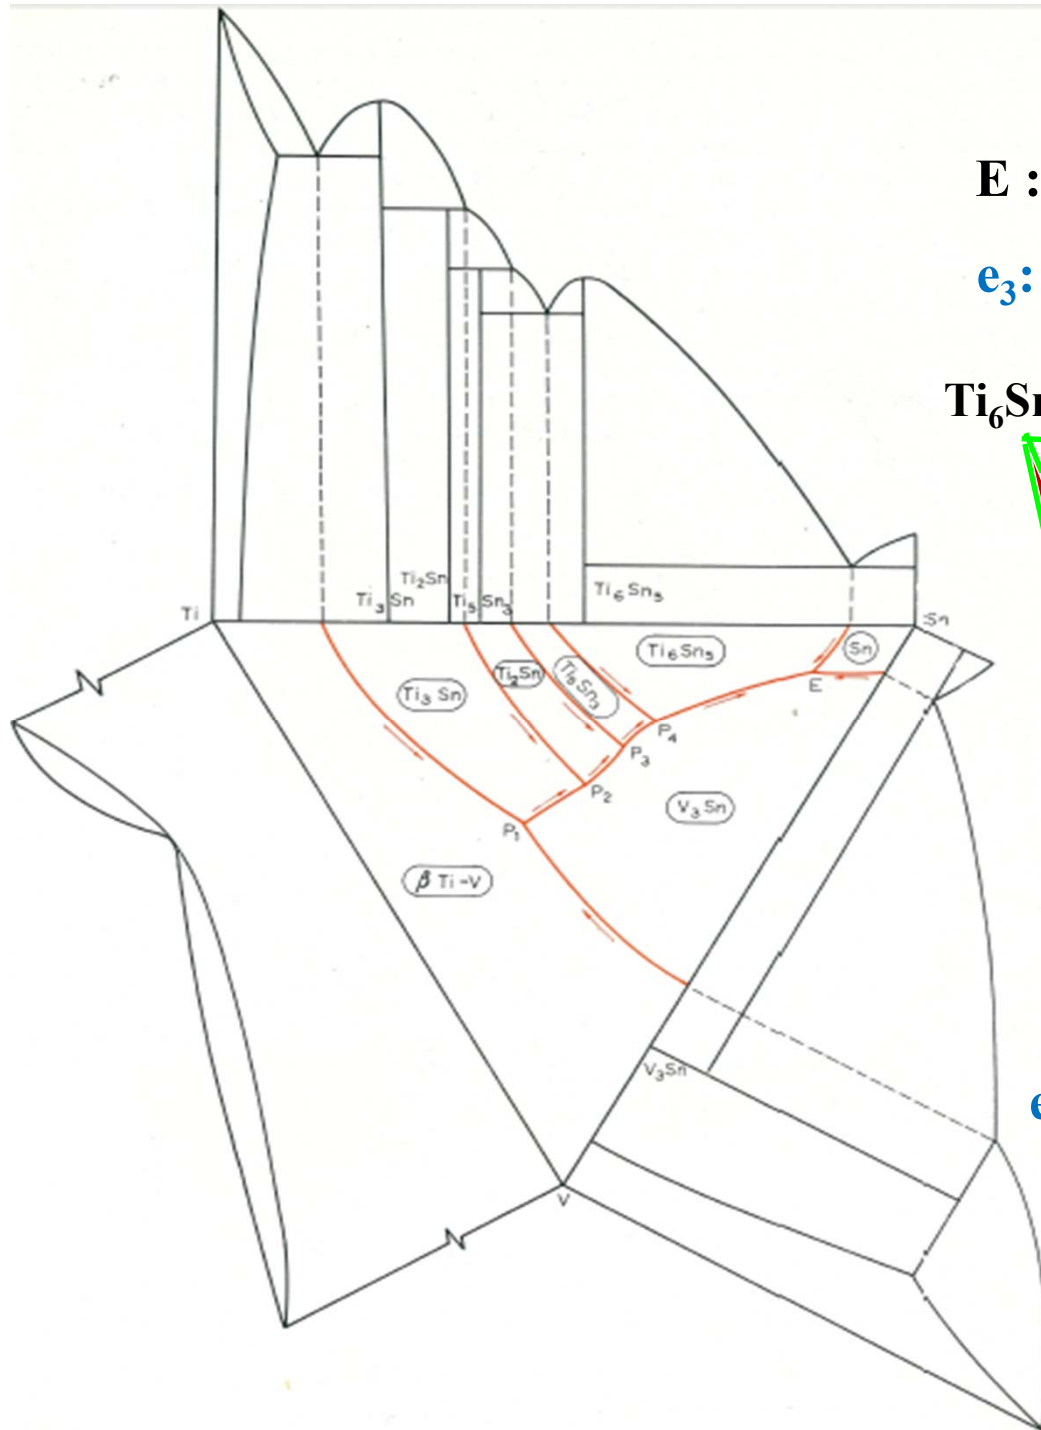 E :
e₃:
Ti₆Sn
Ti₂Sn
Ti₃Sn
Ti₅Sn₃
Ti₆Sn₅
Ti
Sn
Ti₆Sn₅
Sn
Ti₃Sn
Ti₂Sn
Ti₅Sn₃
E
P₄
P₃
P₂
V₃Sn
P₁
β Ti-V
V₃Sn
e
V